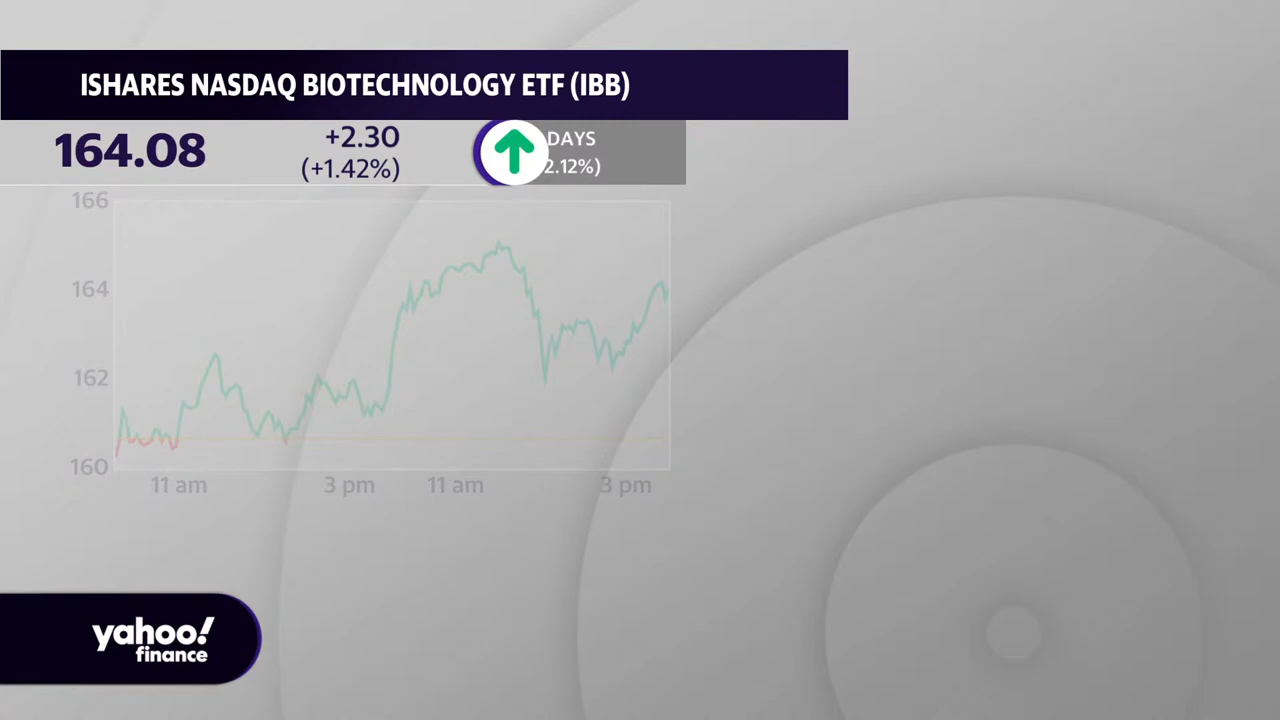 ISHARES NASDAQ BIOTECHNOLOGY ETF (IBB)
164.08
+2.30
(+1.42%)
DAYS
2.12%)
166
164
162
160
11 am 3 pm 11 am 3 pm
yahoo!
finance